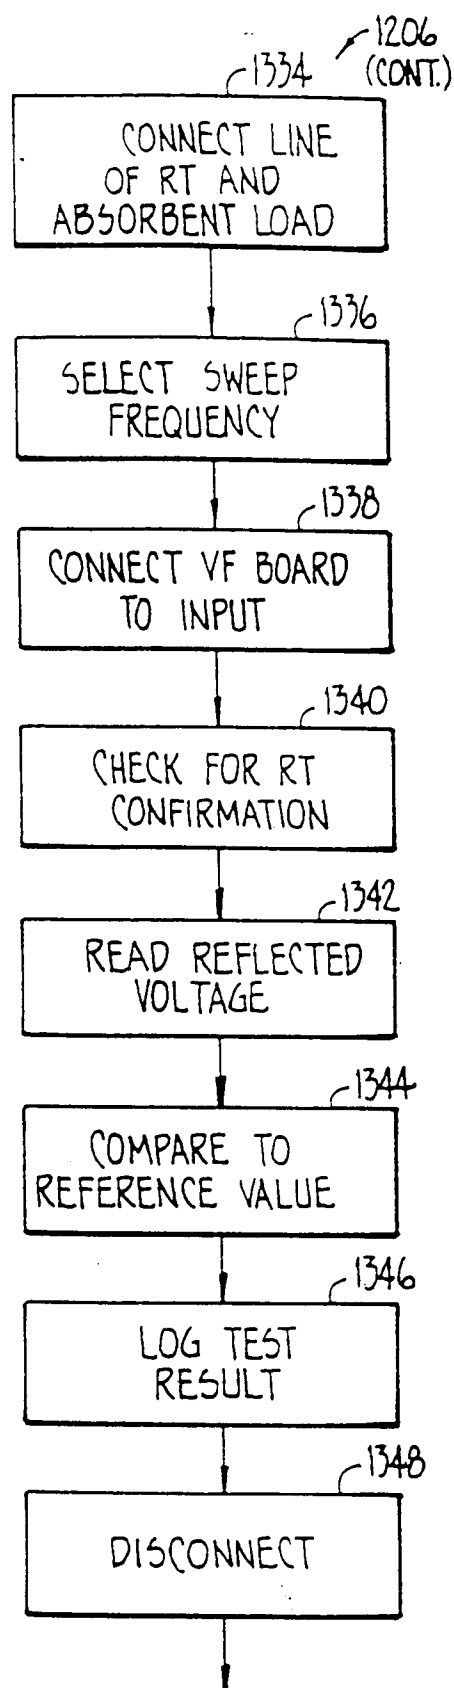 1206
(CONT.)
1334
CONNECT LINE
OF RT AND
ABSORBENT LOAD
1336
SELECT SWEEP
FREQUENCY
1338
CONNECT VF BOARD
TO INPUT
1340
CHECK FOR RT
CONFIRMATION
1342
READ REFLECTED
VOLTAGE
1344
COMPARE TO
REFERENCE VALUE
1346
LOG TEST
RESULT
1348
DISCONNECT